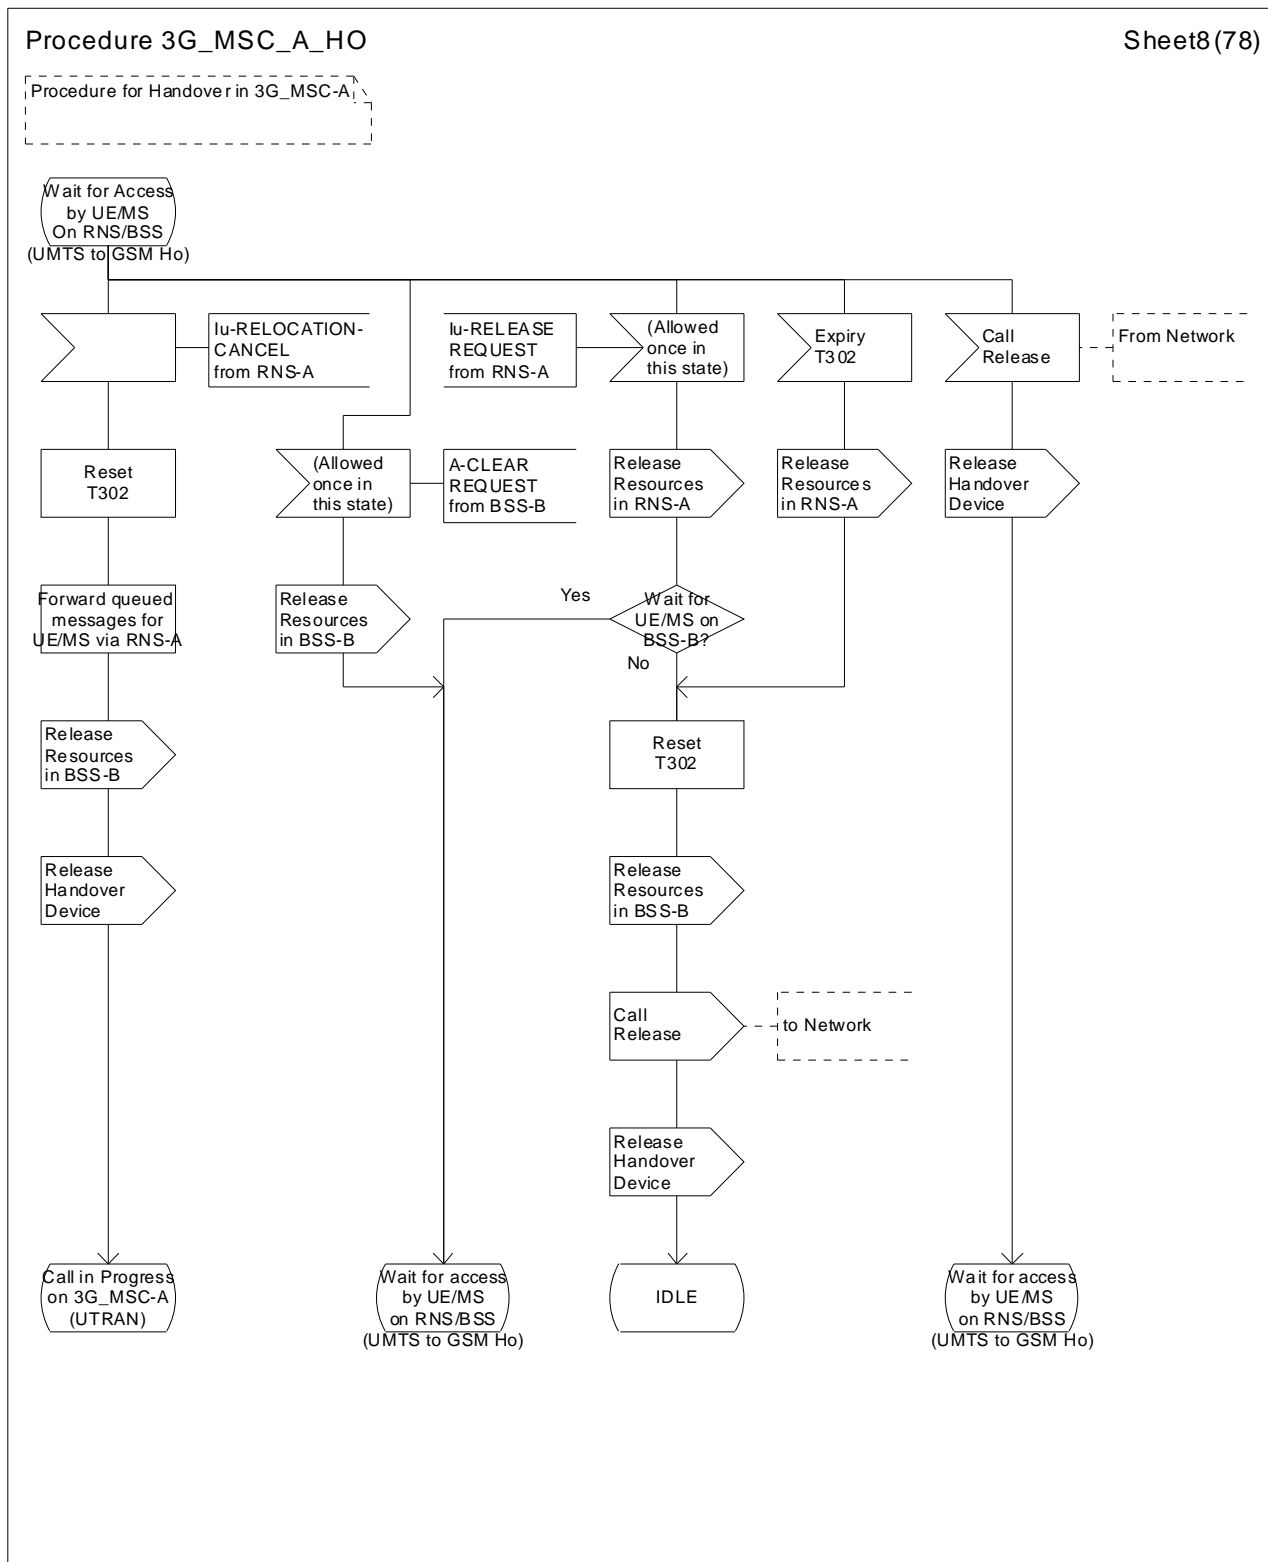 Procedure 3G_MSC_A_HO
Sheet8(78)
Procedure for Handover in 3G_MSC-A
Wait for Access
by UE/MS
On RNS/BSS
(UMTS to GSM Ho)
Iu-RELOCATION-
CANCEL
from RNS-A
Iu-RELEASE
REQUEST
from RNS-A
(Allowed
once in
this state)
Expiry
T302
Call
Release
From Network
Reset
T302
(Allowed
once in
this state)
A-CLEAR
REQUEST
from BSS-B
Release
Resources
in RNS-A
Release
Resources
in RNS-A
Release
Handover
Device
Forward queued
messages for
UE/MS via RNS-A
Release
Resources
in BSS-B
Yes
Wait for
UE/MS on
BSS-B?
No
Release
Resources
in BSS-B
Reset
T302
Release
Handover
Device
Release
Resources
in BSS-B
Call
Release
to Network
Release
Handover
Device
Call in Progress
on 3G_MSC-A
(UTRAN)
Wait for access
by UE/MS
on RNS/BSS
(UMTS to GSM Ho)
IDLE
Wait for access
by UE/MS
on RNS/BSS
(UMTS to GSM Ho)